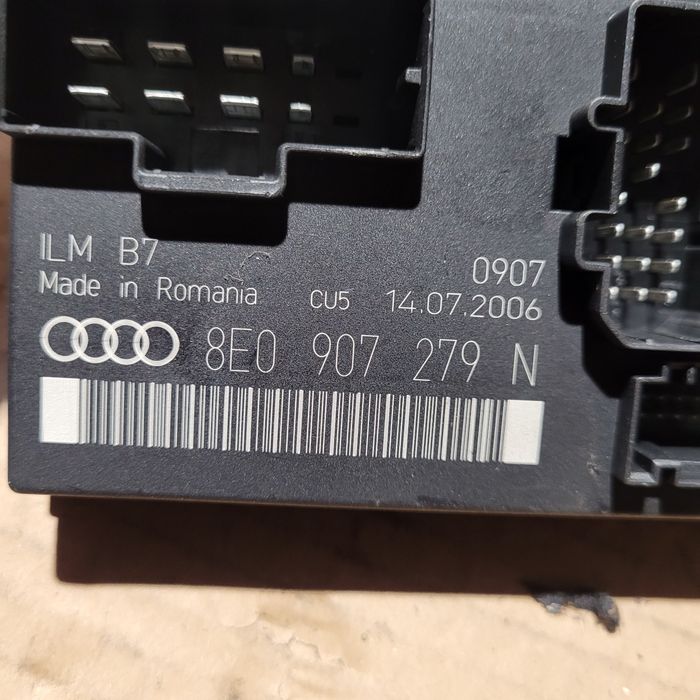 ILM B7
0907
Made in Romania CU5 14.07.2006
8E0 907 279 N